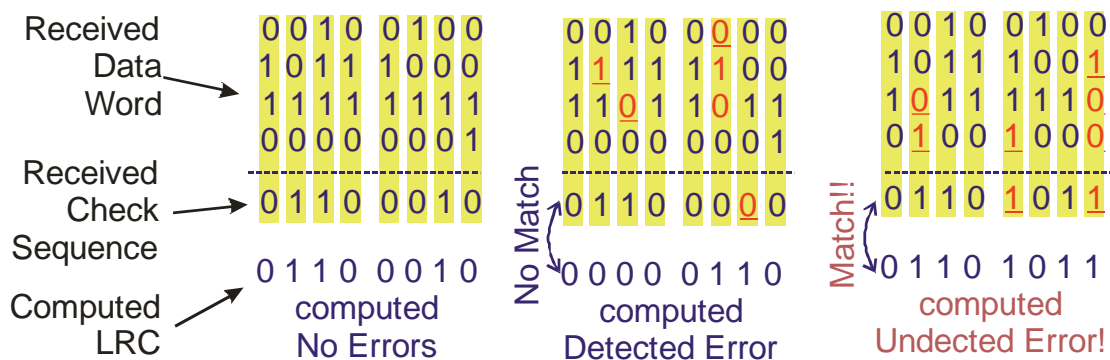 Received 0 0 1 0 0 1 0 0 0 0 1 0 0 0 0 0 0 0 1 0 0 1 0 0
Data 1 0 1 1 1 0 0 0 1 1 1 1 1 1 0 0 1 0 1 1 1 0 0 1
Word 1 1 1 1 1 1 1 1 1 1 0 1 1 0 1 1 1 0 1 1 1 1 1 0
0 0 0 0 0 0 0 1 0 0 0 0 0 0 0 1 0 1 0 0 1 0 0 0
Received
Check 0 1 1 0 0 0 1 0 No Match 0 1 1 0 0 0 0 0 Match!! 0 1 1 0 1 0 1 1
Sequence 0 1 1 0 0 0 1 0 0 0 0 0 0 1 1 0 0 1 1 0 1 0 1 1
Computed computed computed computed
LRC No Errors Detected Error Undected Error!